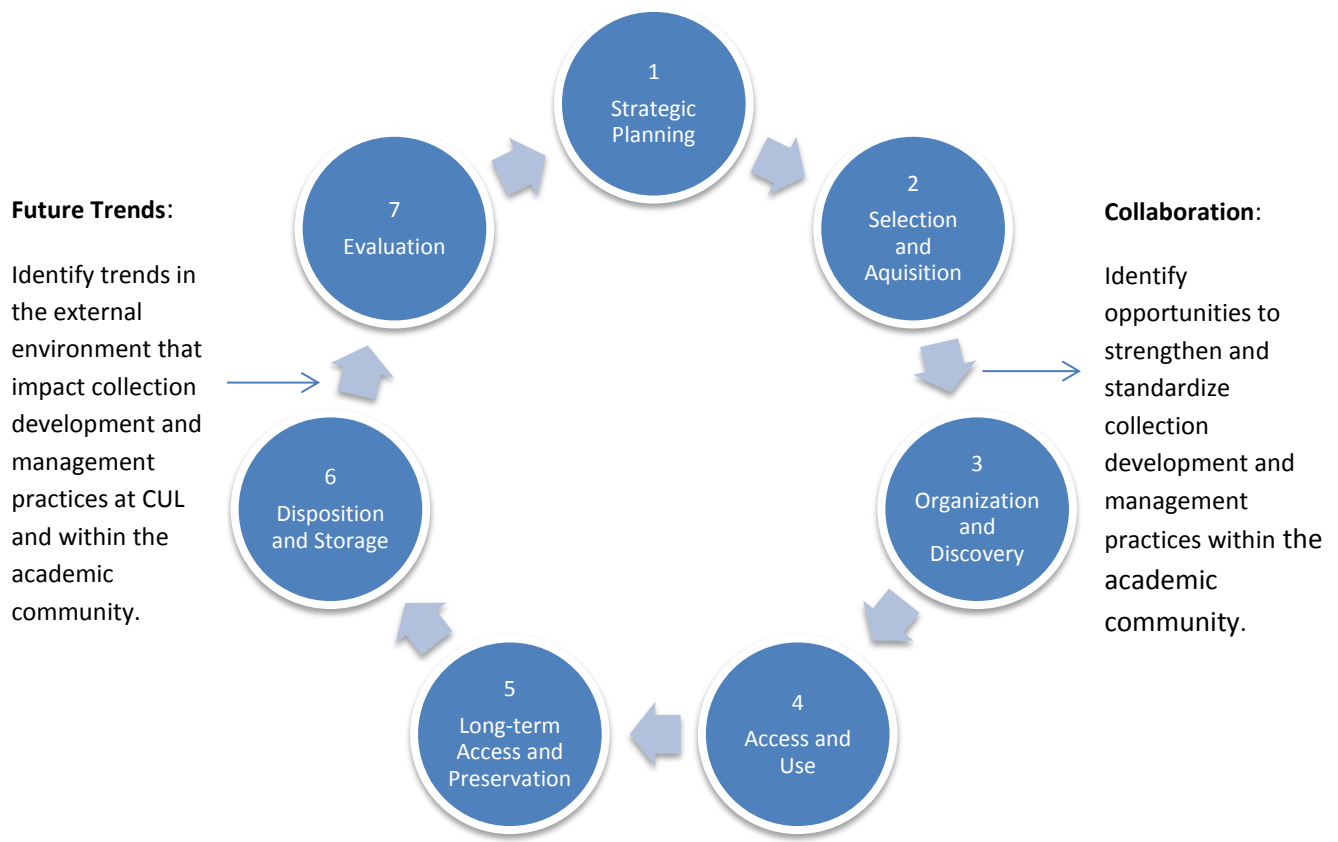 1
Strategic
Planning
2
Selection
and
Aquisition
3
Organization
and
Discovery
4
Access and
Use
5
Long-term
Access and
Preservation
6
Disposition
and Storage
7
Evaluation
Future Trends:
Identify trends in
the external
environment that
impact collection
development and
management
practices at CUL
and within the
academic
community.
Collaboration:
Identify
opportunities to
strengthen and
standardize
collection
development and
management
practices within the
academic
community.